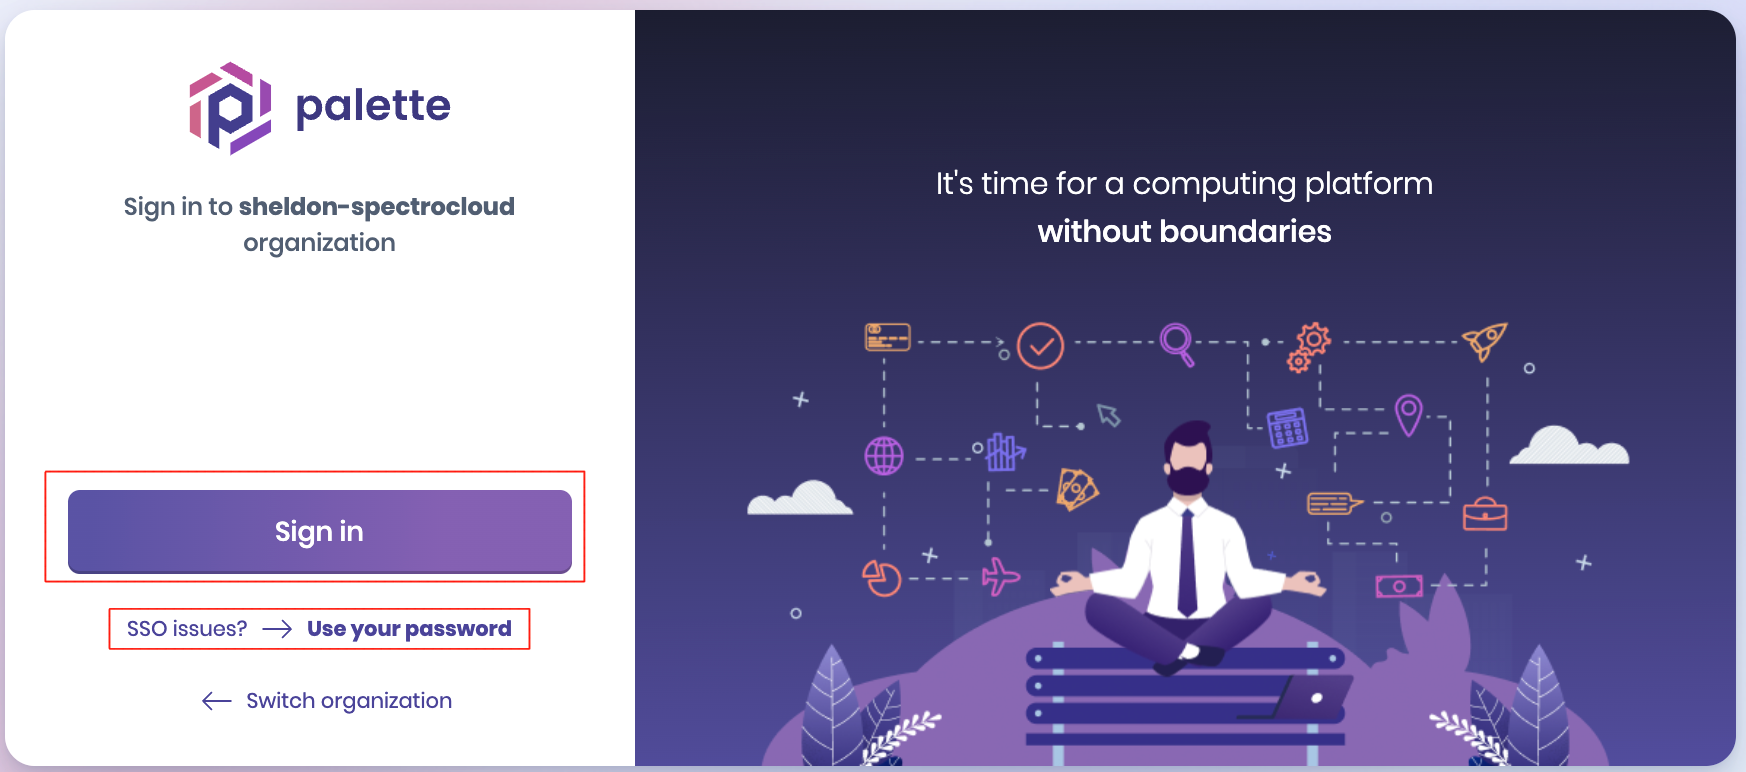 palette
Sign in to sheldon-spectrocloud
organization
Sign in
SSO issues? → Use your password
← Switch organization
It's time for a computing platform
without boundaries